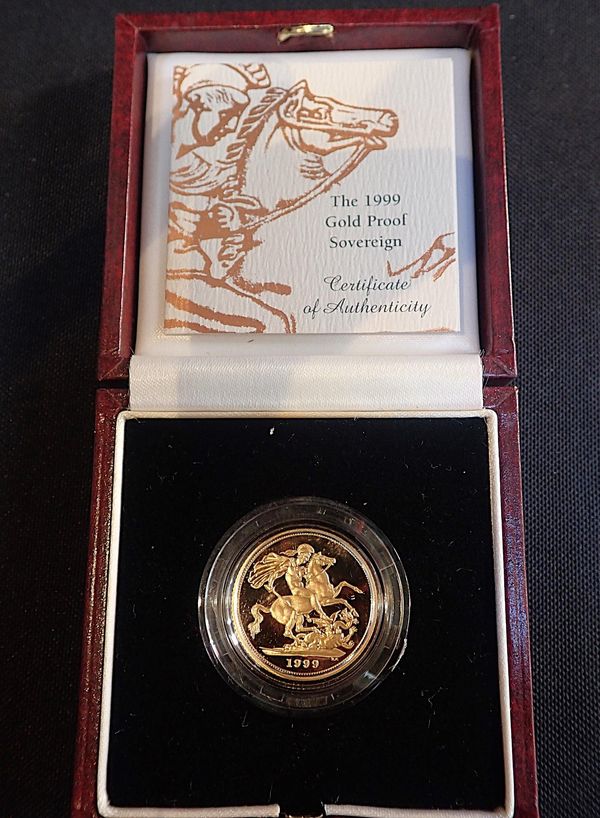 The 1999
Gold Proof
Sovereign
Certificate
of Authenticity
1999